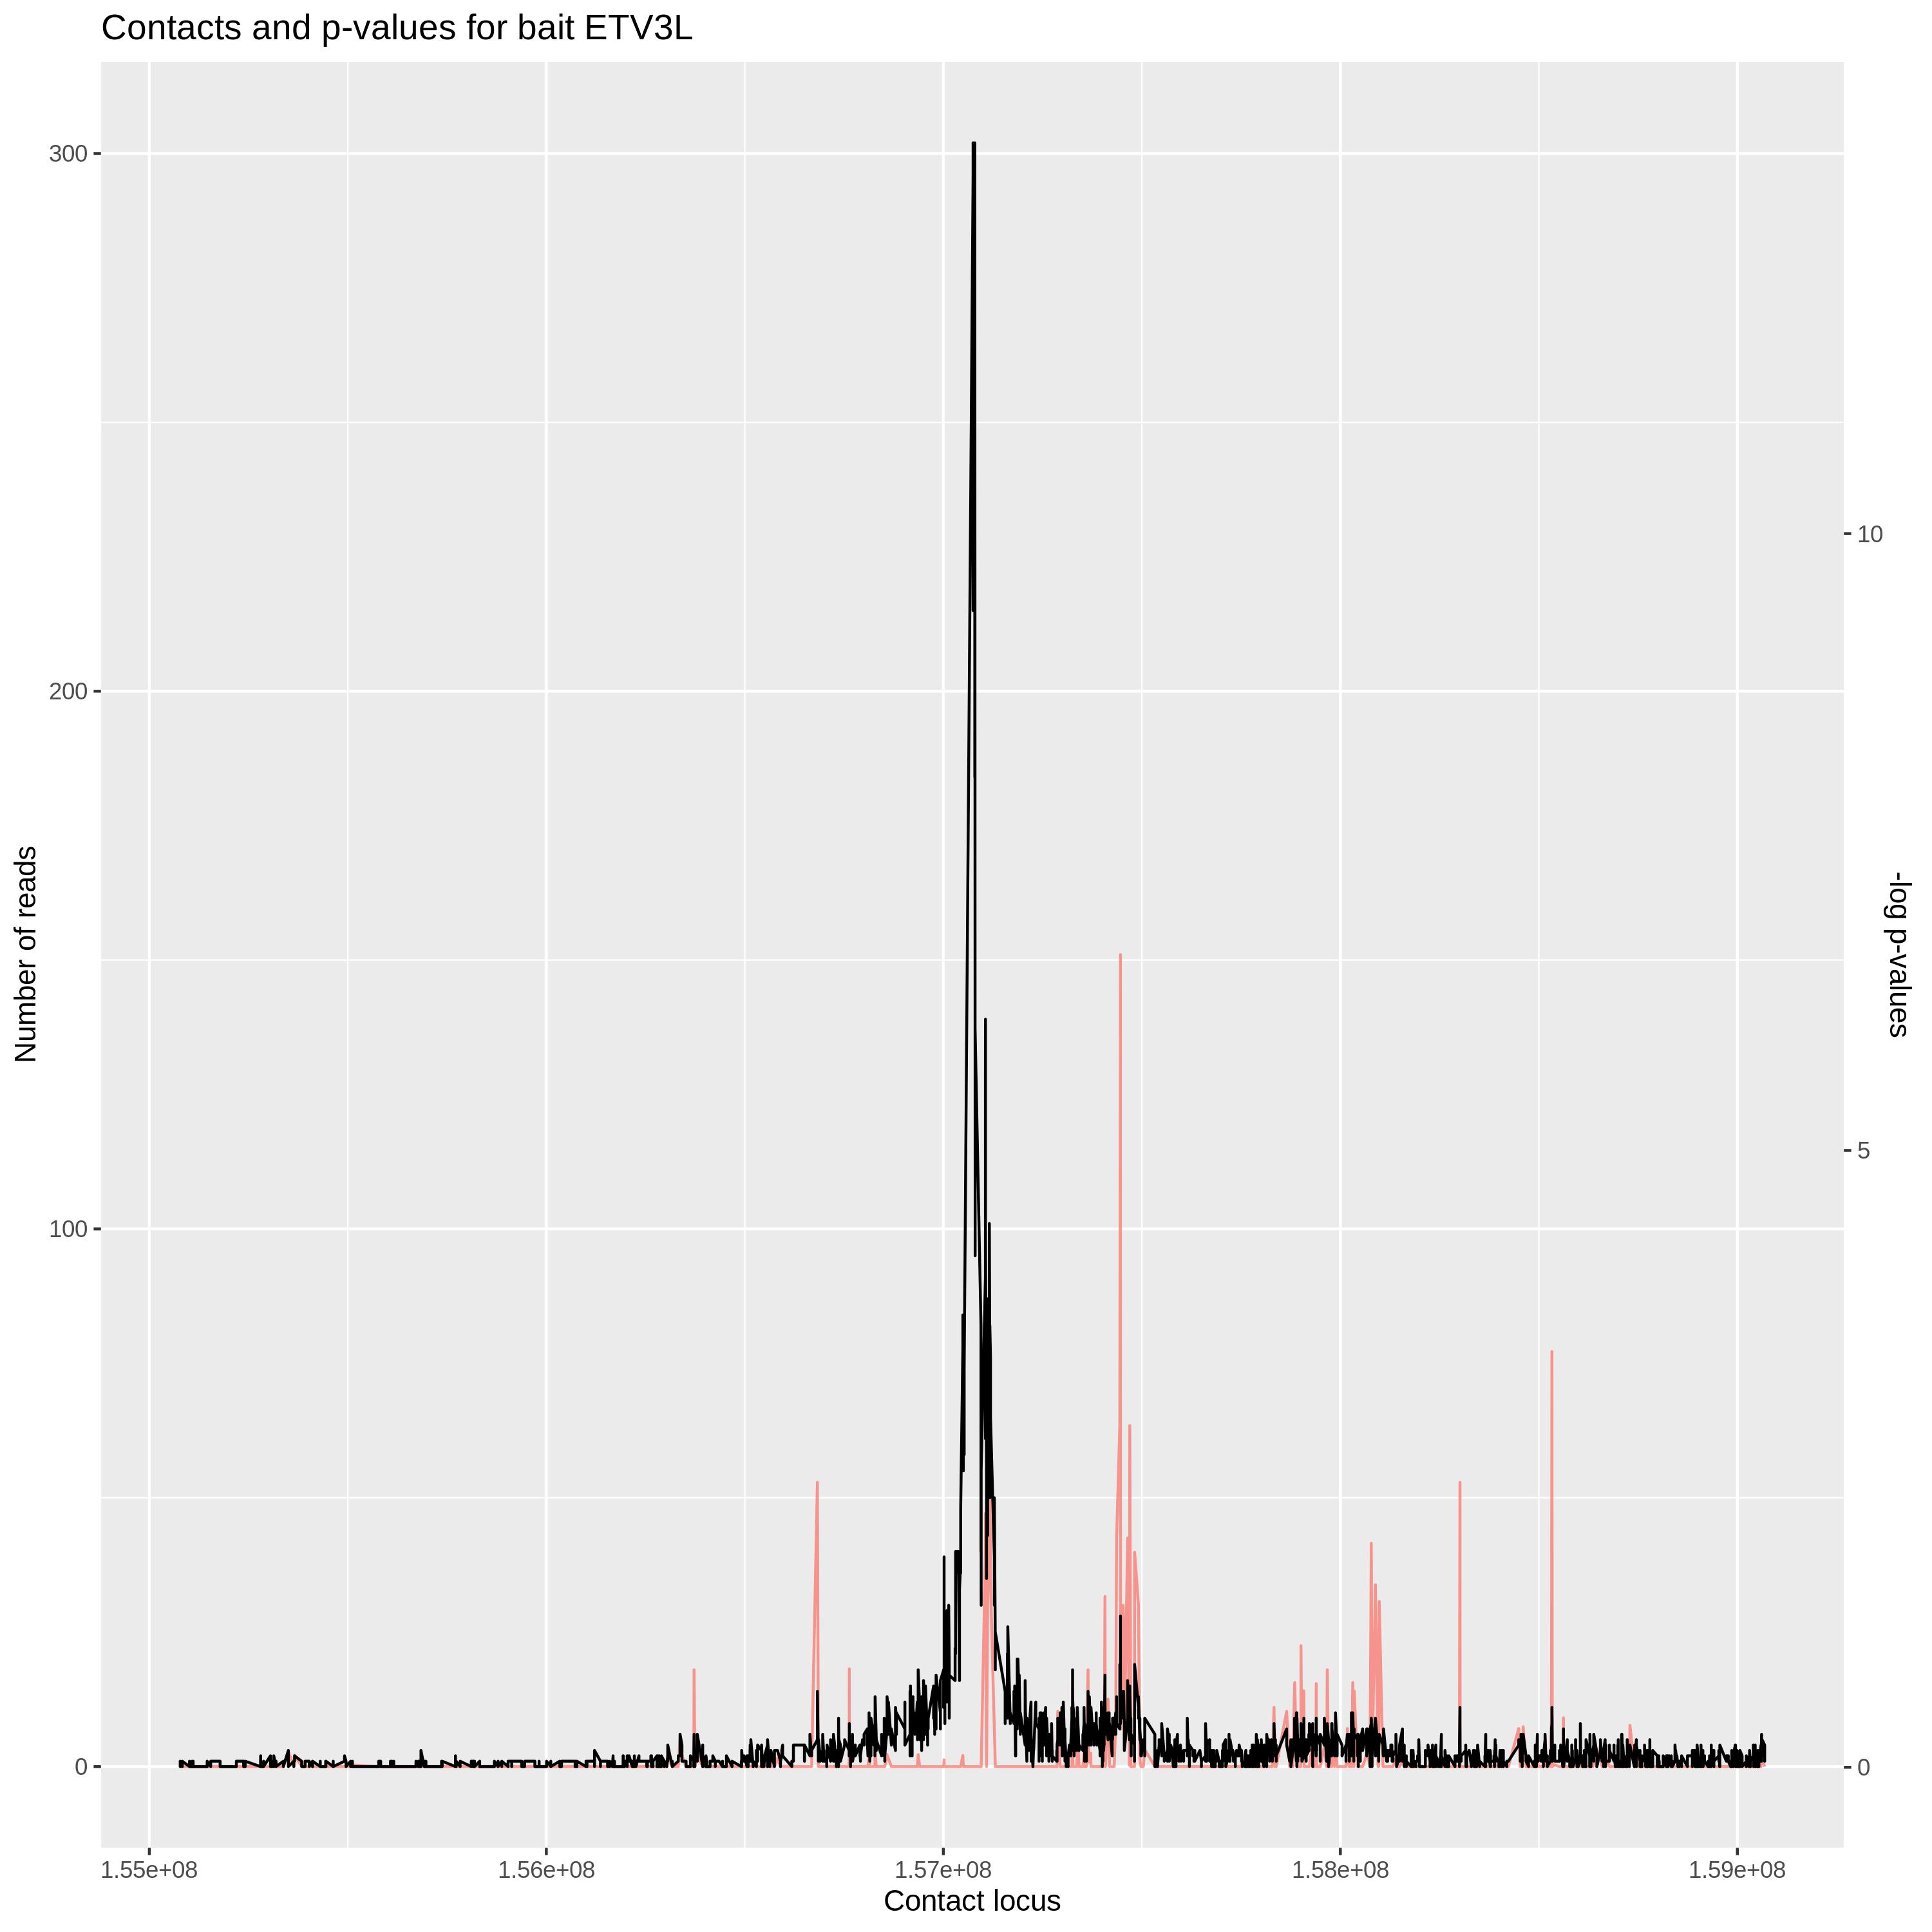 Contacts and p-values for bait ETV3L
300
200
100
0
Number of reads
10
5
0
-log p-values
1.55e+08
1.56e+08
1.57e+08
1.58e+08
1.59e+08
Contact locus